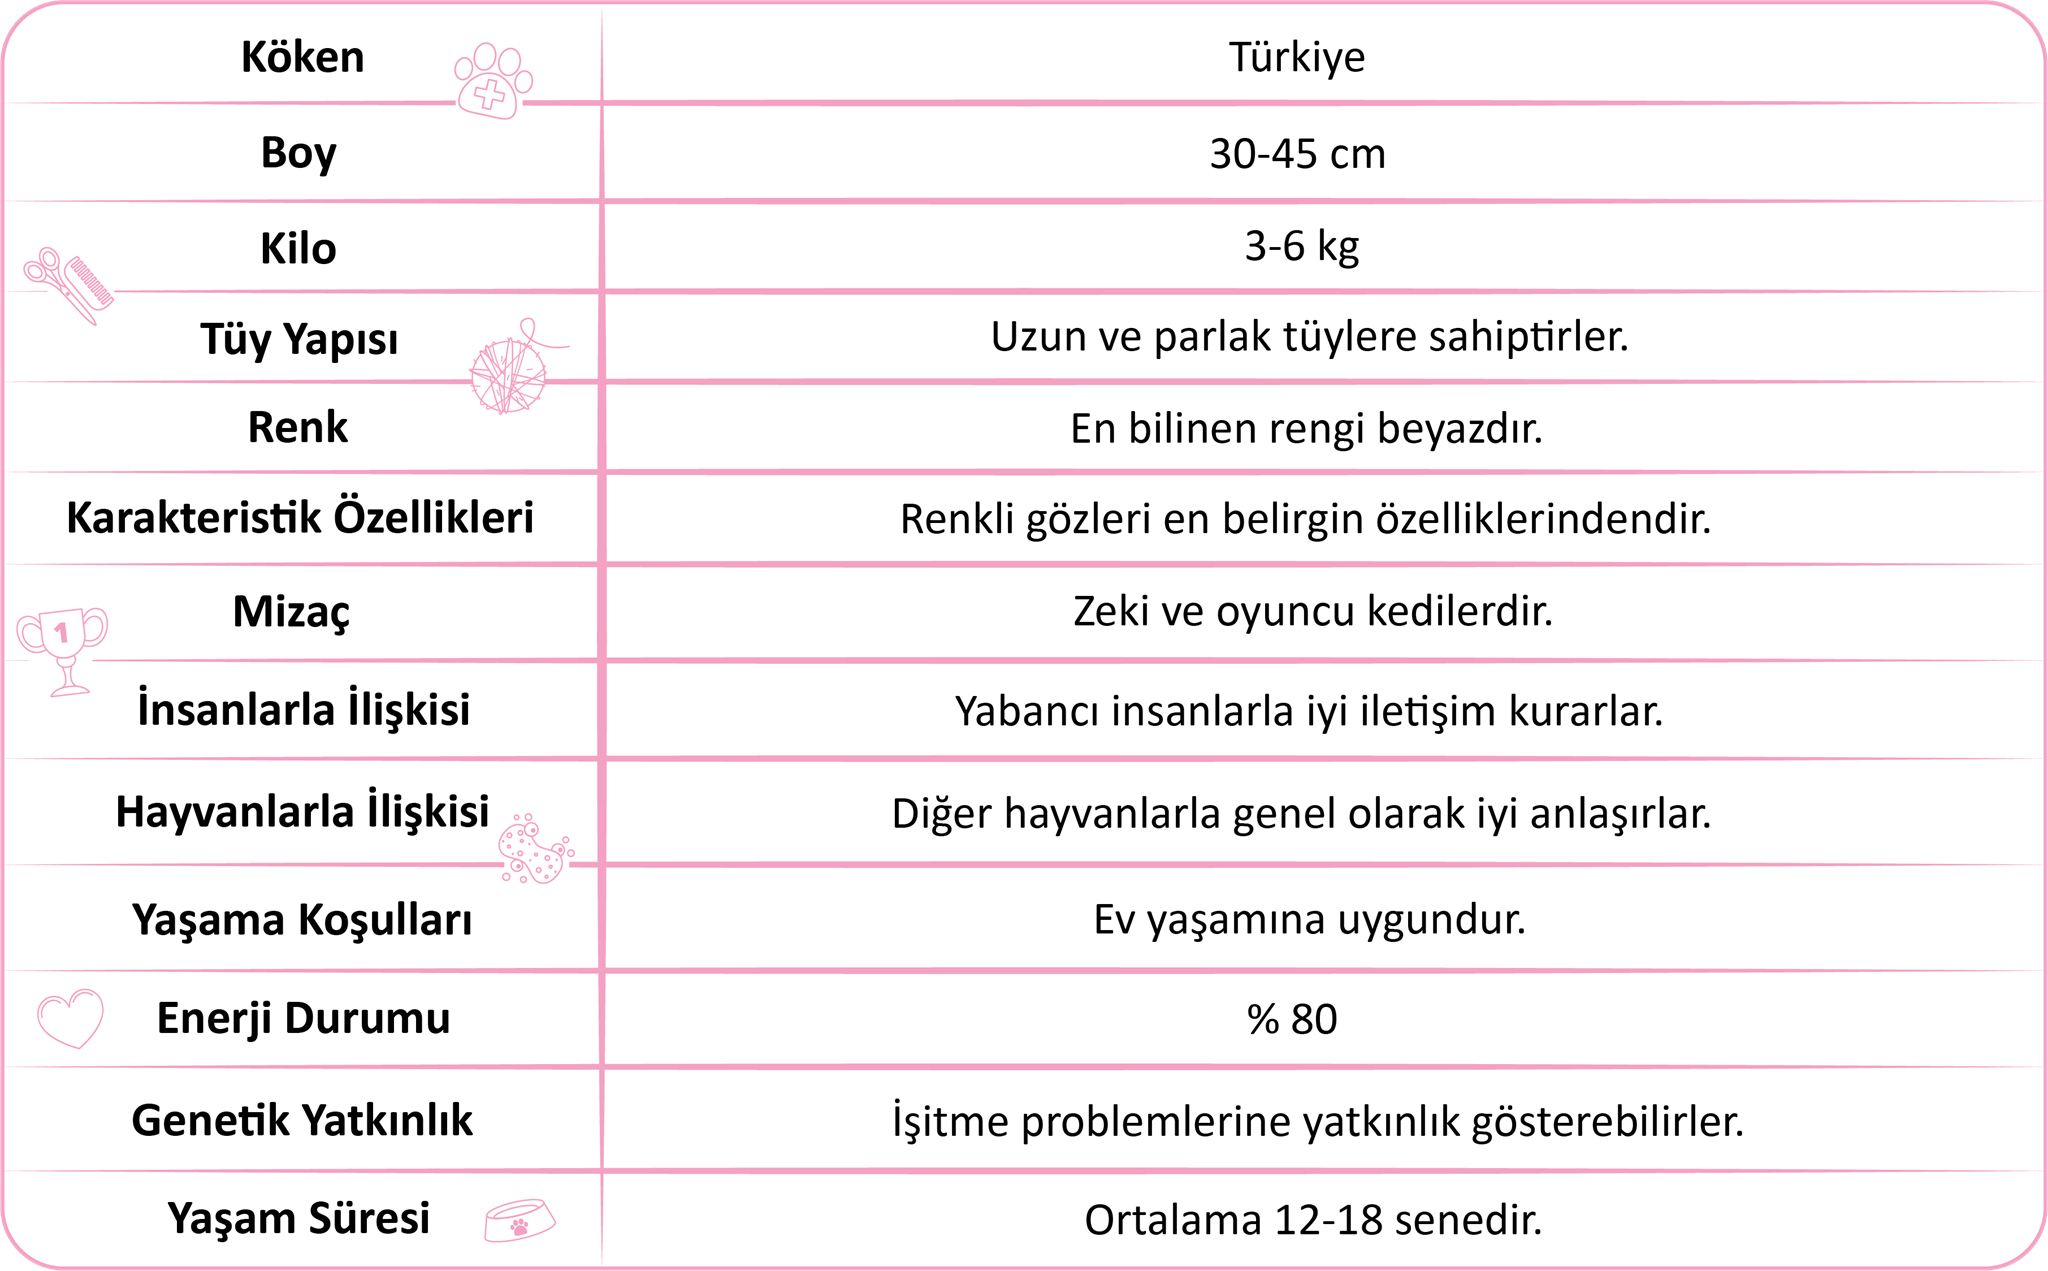 Köken Türkiye
Boy 30-45 cm
Kilo 3-6 kg
Tüy Yapısı Uzun ve parlak tüylere sahiptirler.
Renk En bilinen rengi beyazdır.
Karakteristik Özellikleri Renkli gözleri en belirgin özelliklerindendir.
Mizaç Zeki ve oyuncu kedilerdir.
1
İnsanlarla İlişkisi Yabancı insanlarla iyi iletişim kurarlar.
Hayvanlarla İlişkisi Diğer hayvanlarla genel olarak iyi anlaşırlar.
Yaşama Koşulları Ev yaşamına uygundur.
Enerji Durumu % 80
Genetik Yatkınlık İşitme problemlerine yatkınlık gösterebilirler.
Yaşam Süresi Ortalama 12-18 senedir.